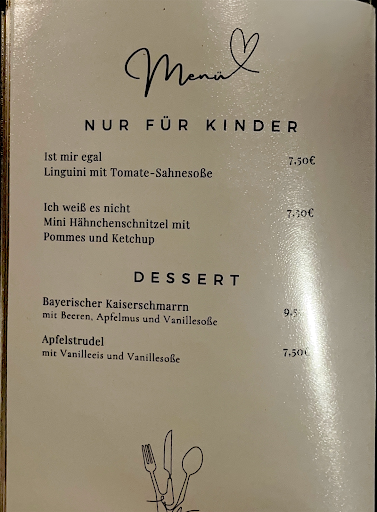 Menü
NUR FÜR KINDER
Ist mir egal 7,50€
Linguini mit Tomate-Sahnesoße
Ich weiß es nicht 7,50€
Mini Hähnchenschnitzel mit
Pommes und Ketchup
DESSERT
Bayerischer Kaiserschmarrn
mit Beeren, Apfelmus und Vanillesoße
Apfelstrudel 7,50€
mit Vanilleeis und Vanillesoße